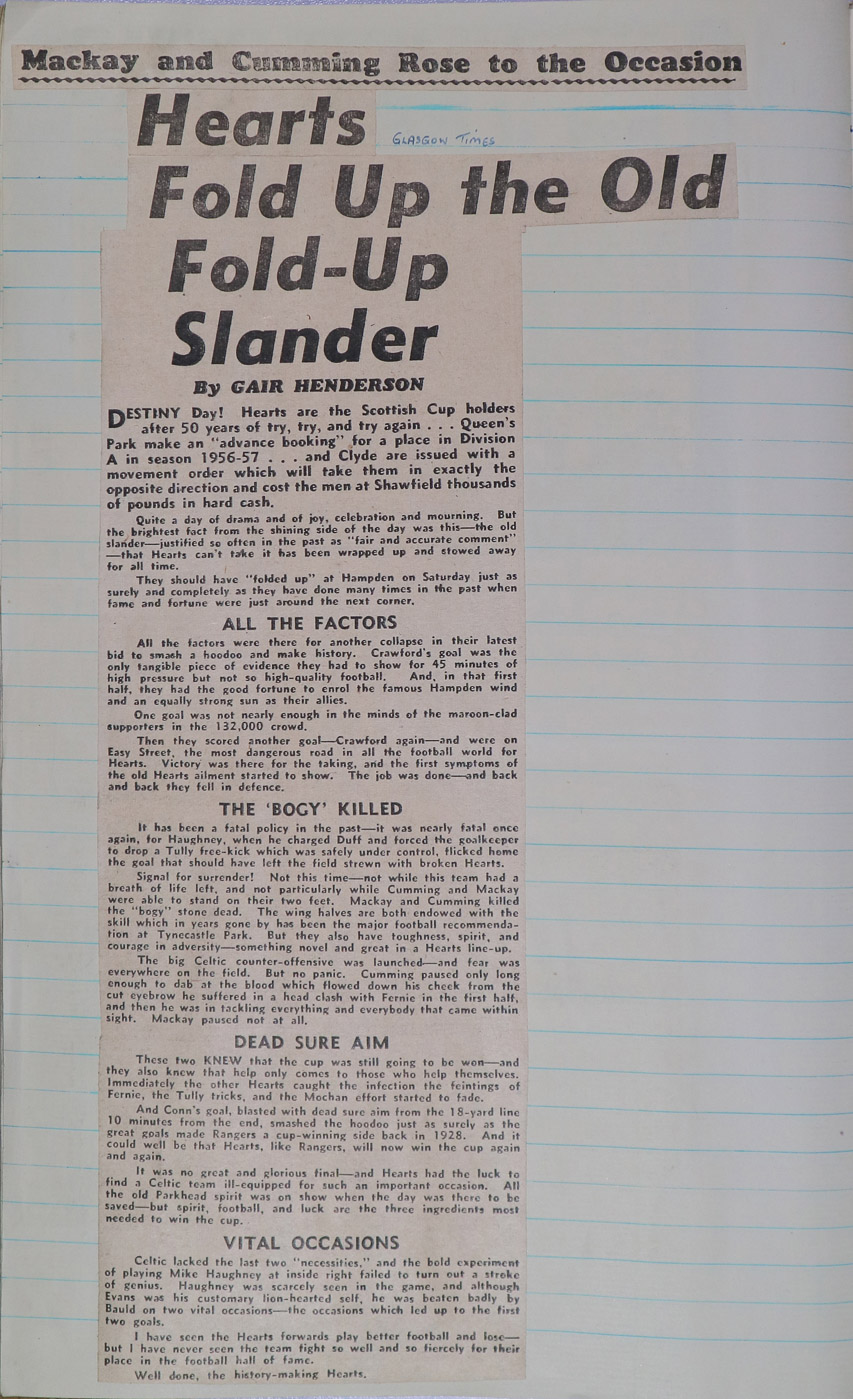 Mackay and Cumming Rose to the Occasion
Hearts
GLASGOW TIMES
Fold Up the Old
Fold-Up
Slander
By GAIR HENDERSON
DESTINY Day! Hearts are the Scottish Cup holders
after 50 years of try, try, and try again . . . Queen's
Park make an "advance booking" for a place in Division
A in season 1956-57 . . . and Clyde are issued with a
movement order which will take them in exactly the
opposite direction and cost the men at Shawfield thousands
of pounds in hard cash.
Quite a day of drama and of joy, celebration and mourning. But
the brightest fact from the shining side of the day was this—the old
slander—justified so often in the past as "fair and accurate comment"
—that Hearts can't take it has been wrapped up and stowed away
for all time.
They should have "folded up" at Hampden on Saturday just as
surely and completely as they have done many times in the past when
fame and fortune were just around the next corner.
ALL THE FACTORS
All the factors were there for another collapse in their latest
bid to smash a hoodoo and make history. Crawford's goal was the
only tangible piece of evidence they had to show for 45 minutes of
high pressure but not so high-quality football. And, in that first
half, they had the good fortune to enrol the famous Hampden wind
and an equally strong sun as their allies.
One goal was not nearly enough in the minds of the maroon-clad
supporters in the 132,000 crowd.
Then they scored another goal—Crawford again—and were on
Easy Street, the most dangerous road in all the football world for
Hearts. Victory was there for the taking, and the first symptoms of
the old Hearts ailment started to show. The job was done—and back
and back they fell in defence.
THE 'BOGY' KILLED
It has been a fatal policy in the past—it was nearly fatal once
again, for Haughney, when he charged Duff and forced the goalkeeper
to drop a Tully free-kick which was safely under control, flicked home
the goal that should have left the field strewn with broken Hearts.
Signal for surrender! Not this time—not while this team had a
breath of life left, and not particularly while Cumming and Mackay
were able to stand on their two feet. Mackay and Cumming killed
the "bogy" stone dead. The wing halves are both endowed with the
skill which in years gone by has been the major football recommenda-
tion at Tynecastle Park. But they also have toughness, spirit, and
courage in adversity—something novel and great in a Hearts line-up.
The big Celtic counter-offensive was launched—and fear was
everywhere on the field. But no panic. Cumming paused only long
enough to dab at the blood which flowed down his cheek from the
cut eyebrow he suffered in a head clash with Fernie in the first half,
and then he was in tackling everything and everybody that came within
sight. Mackay paused not at all.
DEAD SURE AIM
These two KNEW that the cup was still going to be won—and
they also knew that help only comes to those who help themselves.
Immediately the other Hearts caught the infection the feintings of
Fernie, the Tully tricks, and the Mochan effort started to fade.
And Conn's goal, blasted with dead sure aim from the 18-yard line
10 minutes from the end, smashed the hoodoo just as surely as the
great goals made Rangers a cup-winning side back in 1928. And it
could well be that Hearts, like Rangers, will now win the cup again
and again.
It was no great and glorious final—and Hearts had the luck to
find a Celtic team ill-equipped for such an important occasion. All
the old Parkhead spirit was on show when the day was there to be
saved—but spirit, football, and luck are the three ingredients most
needed to win the cup.
VITAL OCCASIONS
Celtic lacked the last two "necessities," and the bold experiment
of playing Mike Haughney at inside right failed to turn out a stroke
of genius. Haughney was scarcely seen in the game, and although
Evans was his customary lion-hearted self, he was beaten badly by
Bauld on two vital occasions—the occasions which led up to the first
two goals.
I have seen the Hearts forwards play better football and lose—
but I have never seen the team fight so well and so fiercely for their
place in the football hall of fame.
Well done, the history-making Hearts.